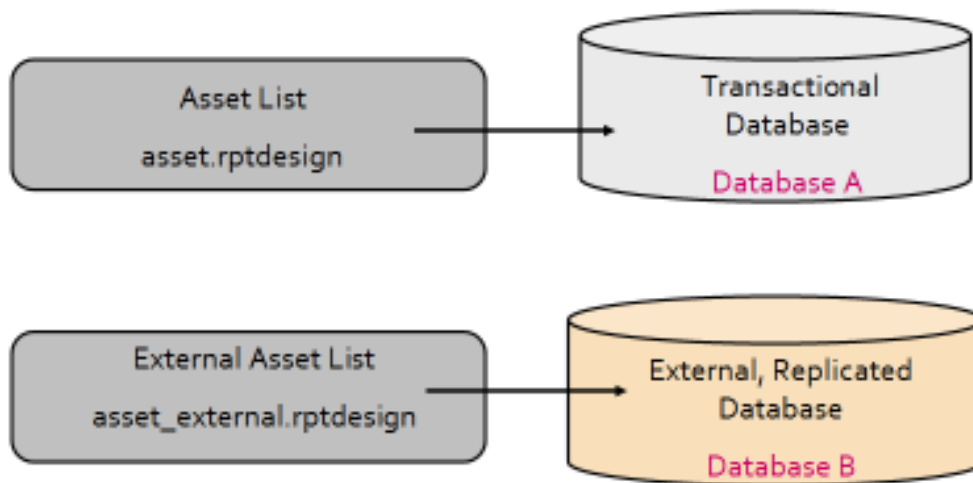 Asset List
asset.rptdesign
Transactional
Database
Database A
External Asset List
asset_external.rptdesign
External, Replicated
Database
Database B